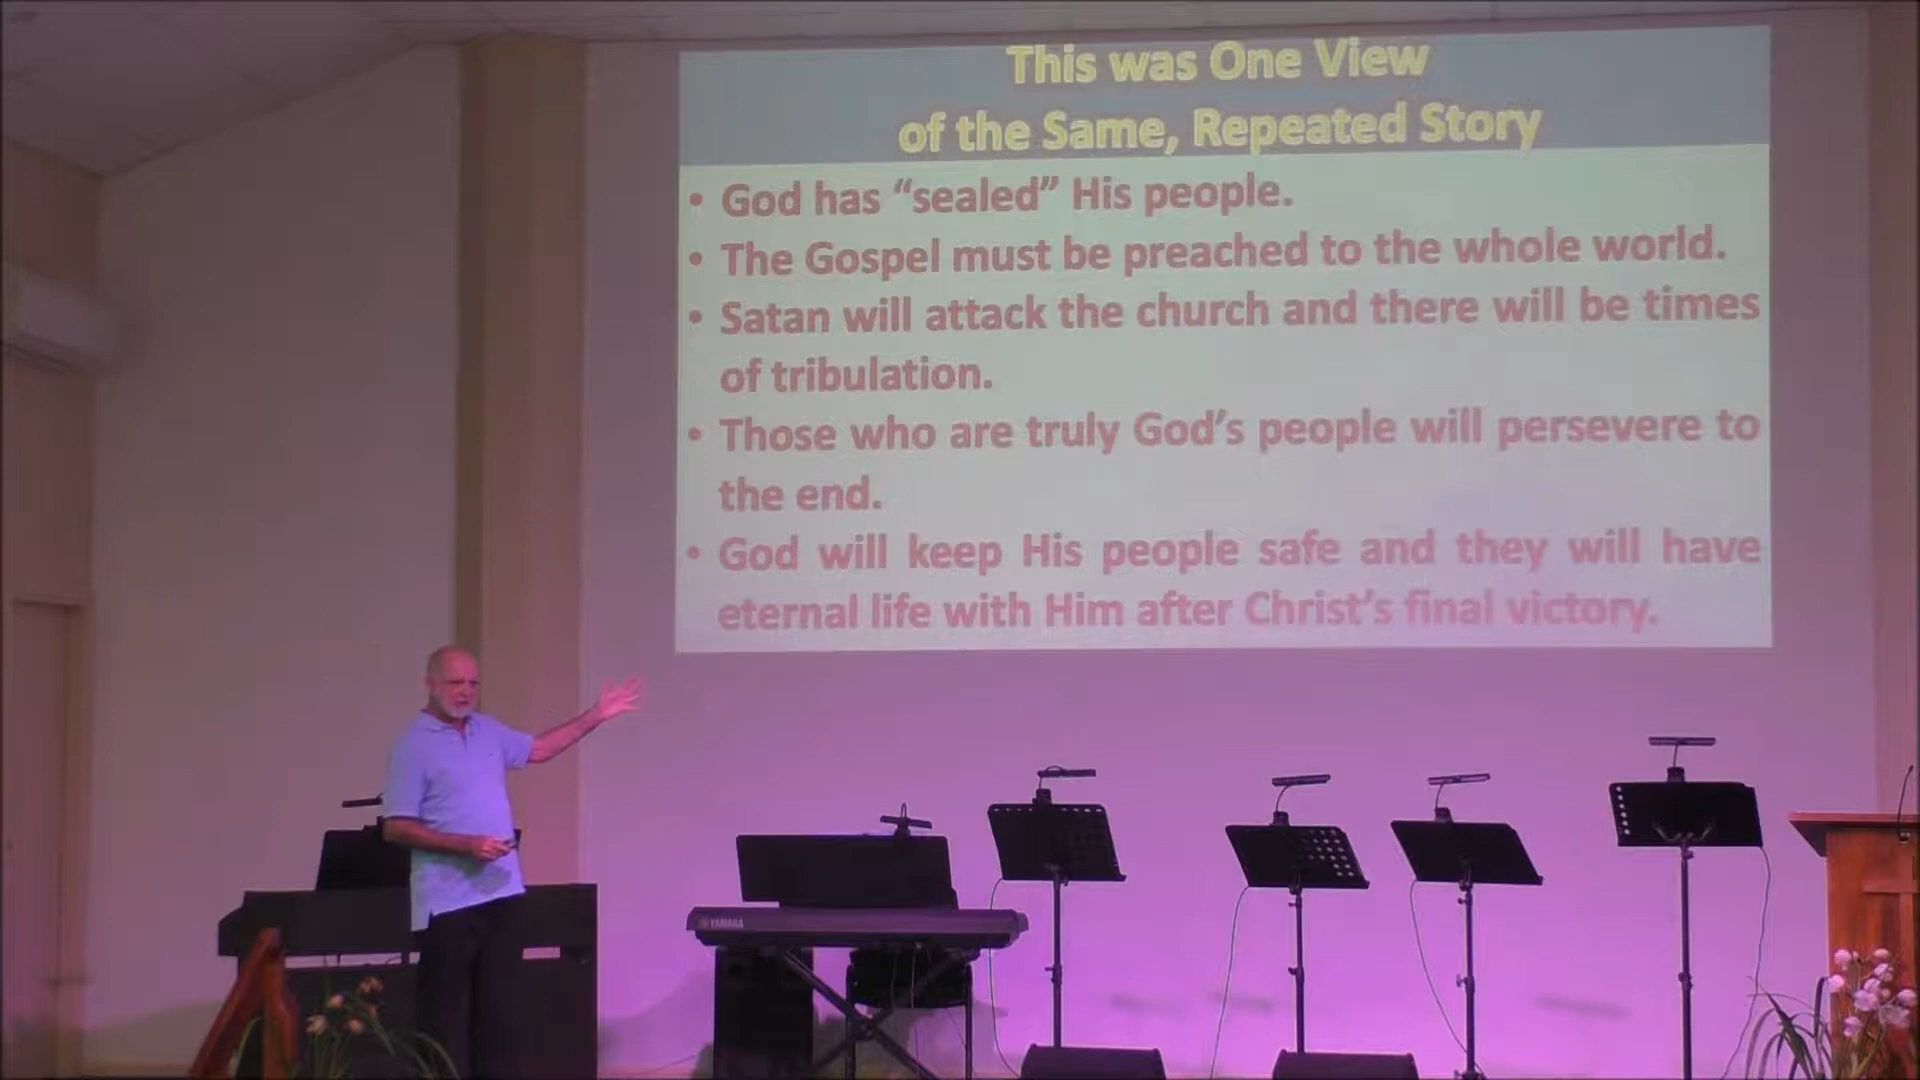 This was One View
of the Same, Repeated Story
• God has “sealed” His people.
• The Gospel must be preached to the whole world.
• Satan will attack the church and there will be times
of tribulation.
• Those who are truly God’s people will persevere to
the end.
• God will keep His people safe and they will have
eternal life with Him after Christ’s final victory.
YAMAHA